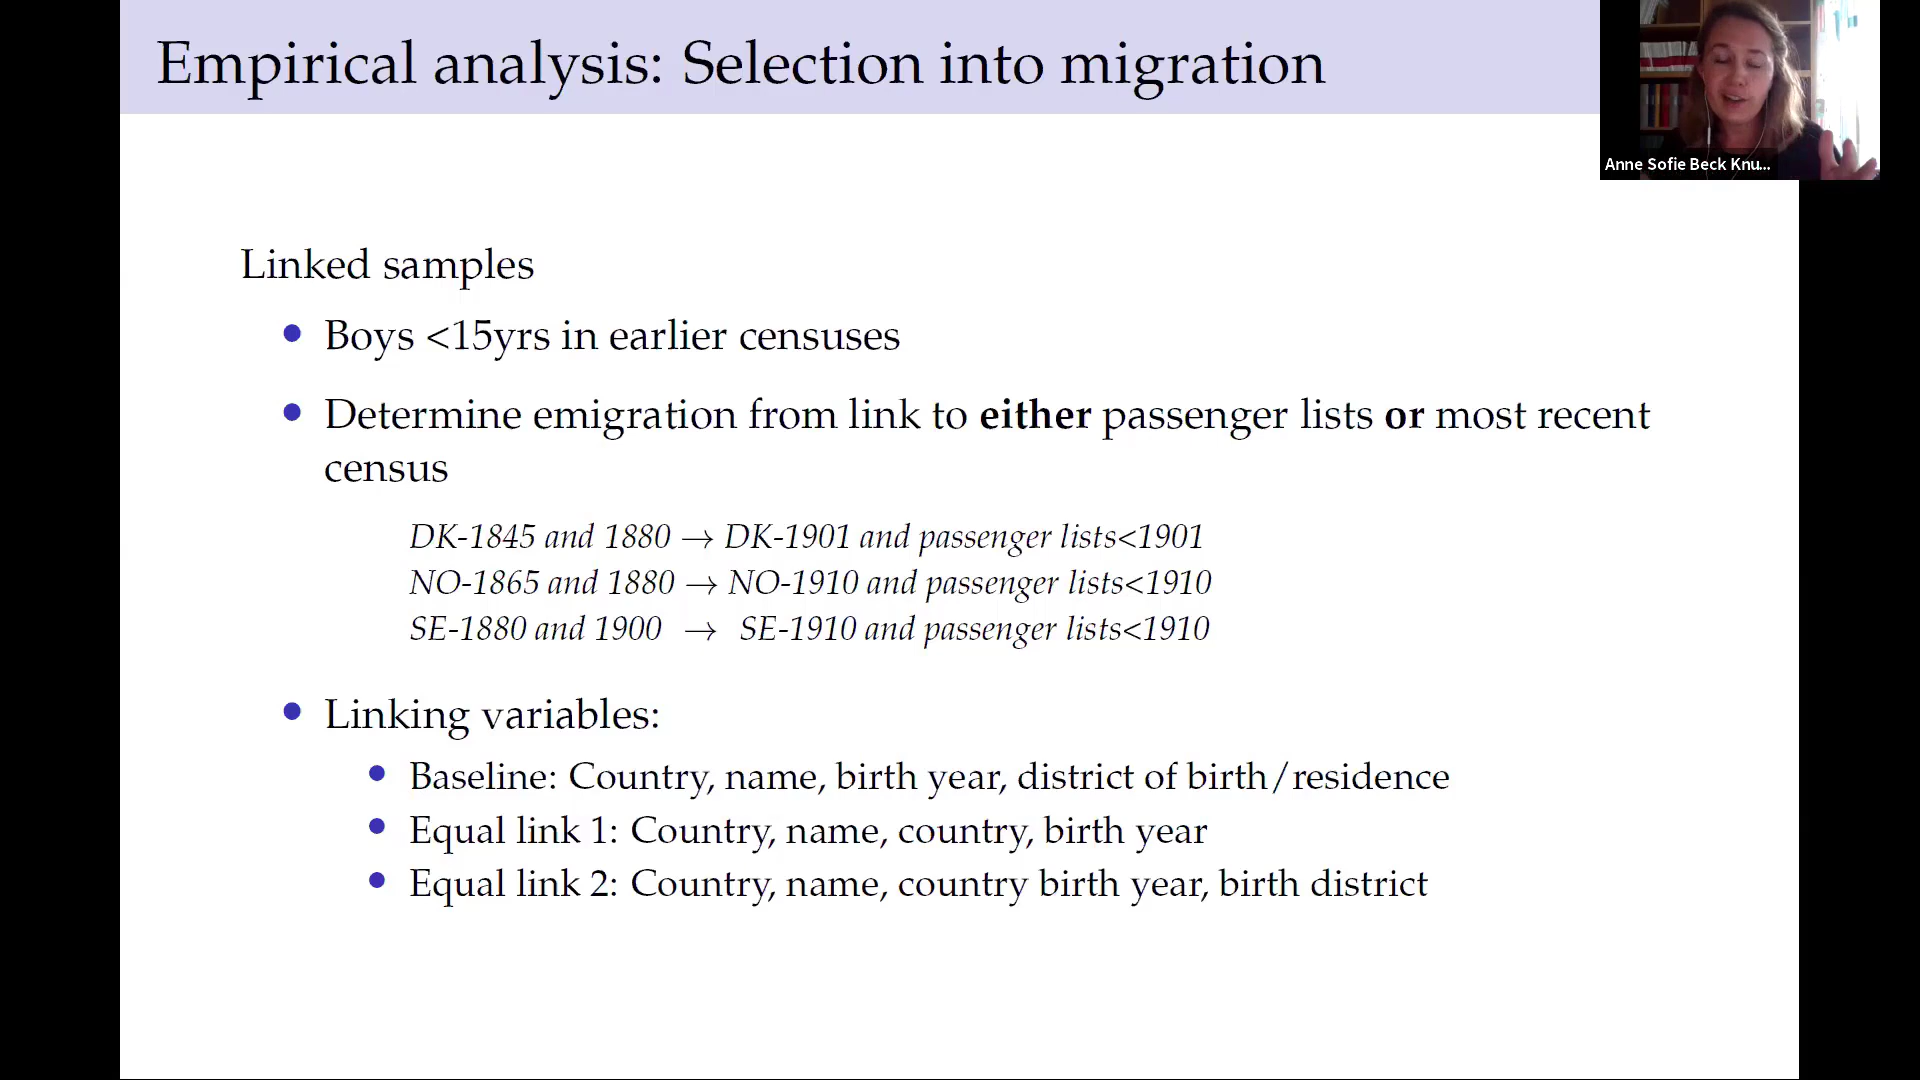 Empirical analysis: Selection into migration
Anne Sofie Beck Knu...
Linked samples
• Boys <15yrs in earlier censuses
• Determine emigration from link to either passenger lists or most recent
census
DK-1845 and 1880 → DK-1901 and passenger lists<1901
NO-1865 and 1880 → NO-1910 and passenger lists<1910
SE-1880 and 1900 → SE-1910 and passenger lists<1910
• Linking variables:
• Baseline: Country, name, birth year, district of birth/residence
• Equal link 1: Country, name, country, birth year
• Equal link 2: Country, name, country birth year, birth district